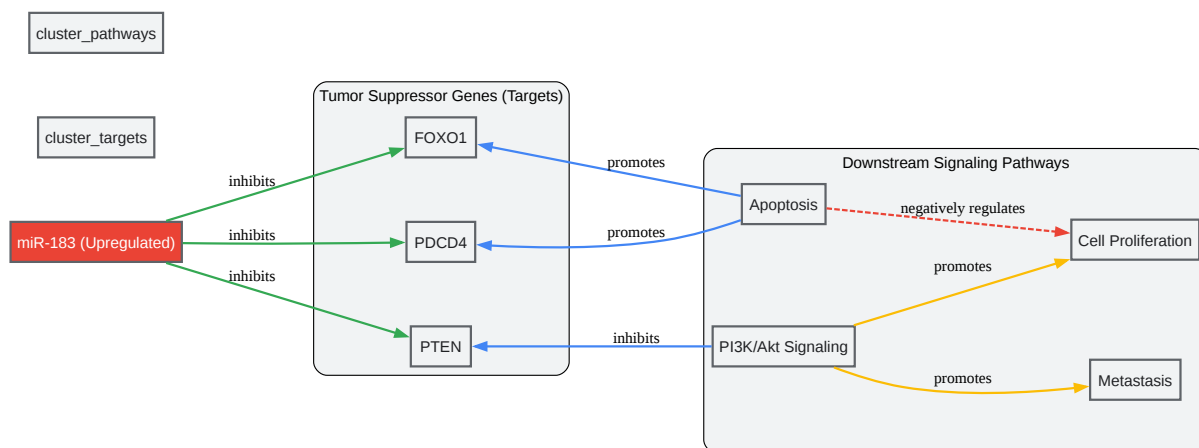 cluster_pathways
cluster_targets
miR-183 (Upregulated)
inhibits
inhibits
inhibits
Tumor Suppressor Genes (Targets)
FOXO1
PDCD4
PTEN
promotes
promotes
inhibits
Downstream Signaling Pathways
Apoptosis
negatively regulates
Cell Proliferation
promotes
PI3K/Akt Signaling
promotes
Metastasis